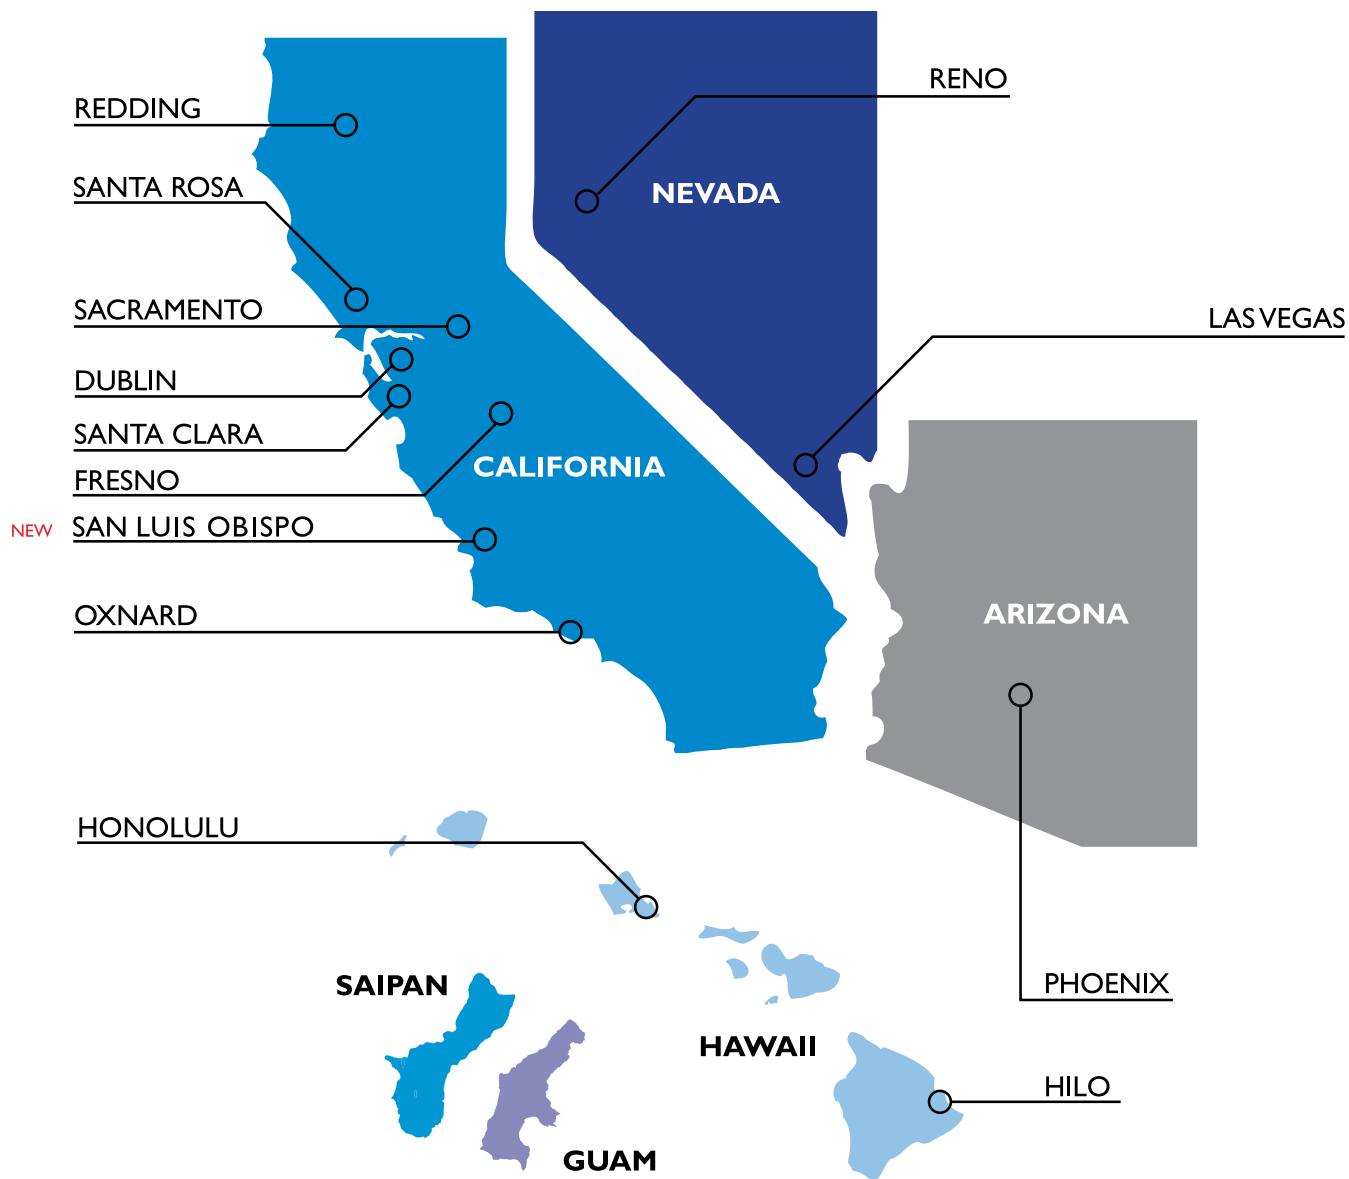 RENO
REDDING
SANTA ROSA
NEVADA
SACRAMENTO
LAS VEGAS
DUBLIN
SANTA CLARA
CALIFORNIA
FRESNO
NEW SAN LUIS OBISPO
OXNARD
ARIZONA
HONOLULU
SAIPAN
PHOENIX
HAWAII
HILO
GUAM